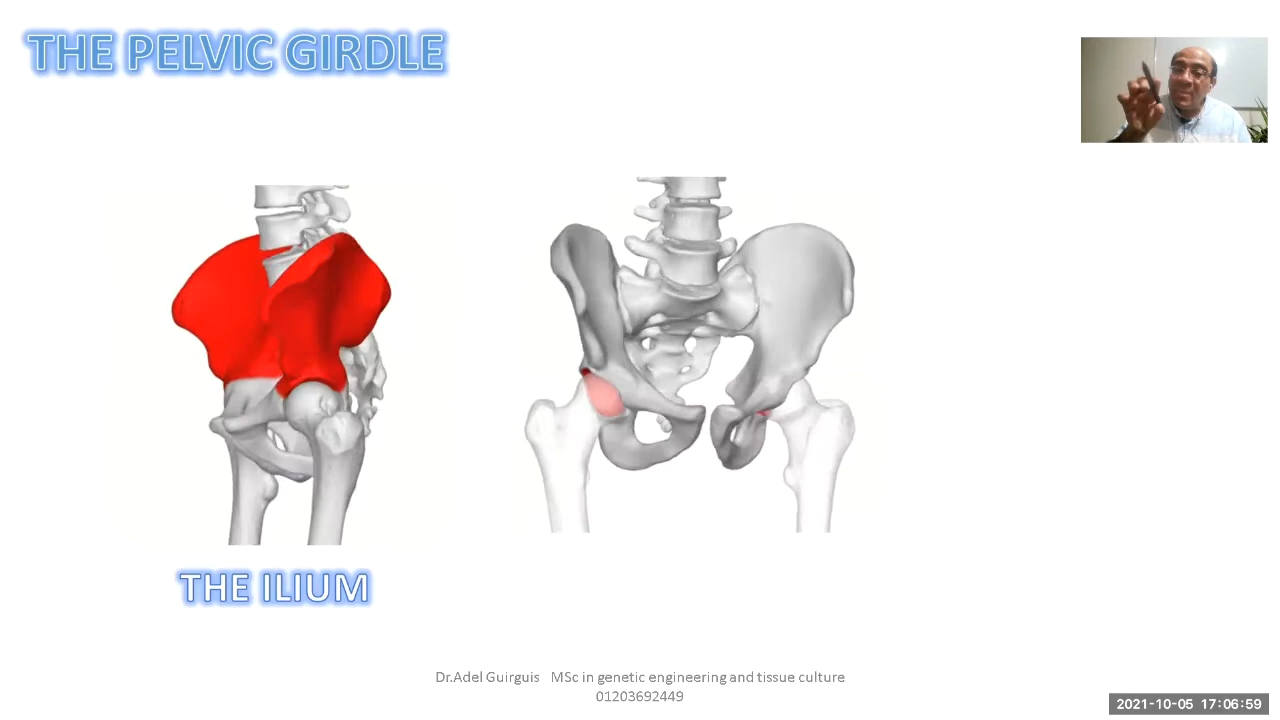 THE PELVIC GIRDLE
THE ILIUM
Dr.Adel Guirguis MSc in genetic engineering and tissue culture
01203692449
2021-10-05 17:06:59